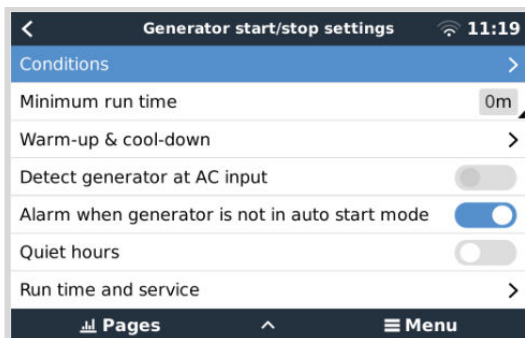 Generator start/stop settings 11:19
Conditions
Minimum run time 0m
Warm-up & cool-down
Detect generator at AC input
Alarm when generator is not in auto start mode
Quiet hours
Run time and service
Pages Menu